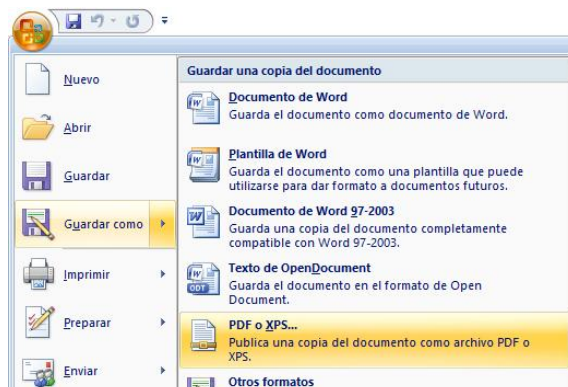 Nuevo
Abrir
Guardar
Guardar como
Imprimir
Preparar
Enviar
Guardar una copia del documento
Documento de Word
Guarda el documento como documento de Word.
Plantilla de Word
Guarda el documento como una plantilla que puede
utilizarse para dar formato a documentos futuros.
Documento de Word 97-2003
Guarda una copia del documento completamente
compatible con Word 97-2003.
Texto de OpenDocument
Guarda el documento en el formato de Open
Document.
ODT
PDF o XPS...
Publica una copia del documento como archivo PDF o
XPS.
Otros formatos